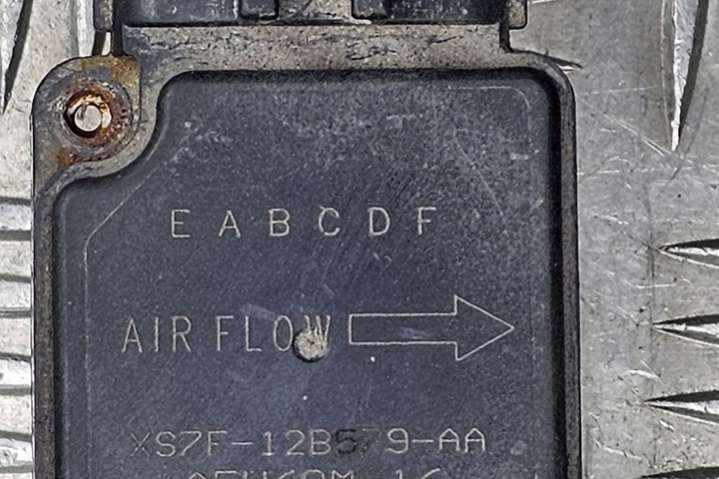 E A B C D F
AIR FLOW
XS7F-12B579-AA